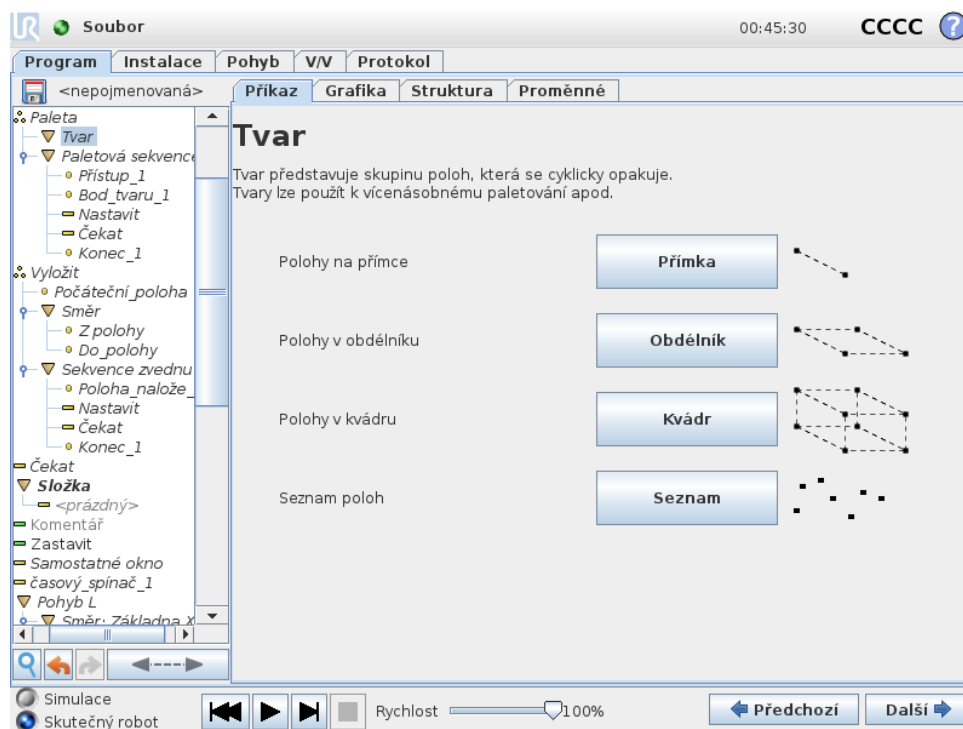 UR Soubor 00:45:30 CCCC ?
Program Instalace Pohyb V/V Protokol
<nepojmenovaná> Příkaz Grafika Struktura Proměnné
Paleta
Tvar
Paletová sekvence
Přístup_1
Bod_tvaru_1
Nastavit
Čekat
Konec_1
Vyložit
Počáteční_poloha
Směr
Z polohy
Do_polohy
Sekvence zvednu
Poloha_nalože_
Nastavit
Čekat
Konec_1
Čekat
Složka
<prázdný>
Komentář
Zastavit
Samostatné okno
časový_spínač_1
Pohyb L
Směr: Základna X
Tvar
Tvar představuje skupinu poloh, která se cyklicky opakuje.
Tvary lze použít k vícenásobnému paletování apod.
Polohy na přímce Přímka
Polohy v obdélníku Obdélník
Polohy v kvádru Kvádr
Seznam poloh Seznam
Simulace
Skutečný robot
Rychlost 100% Předchozí Další